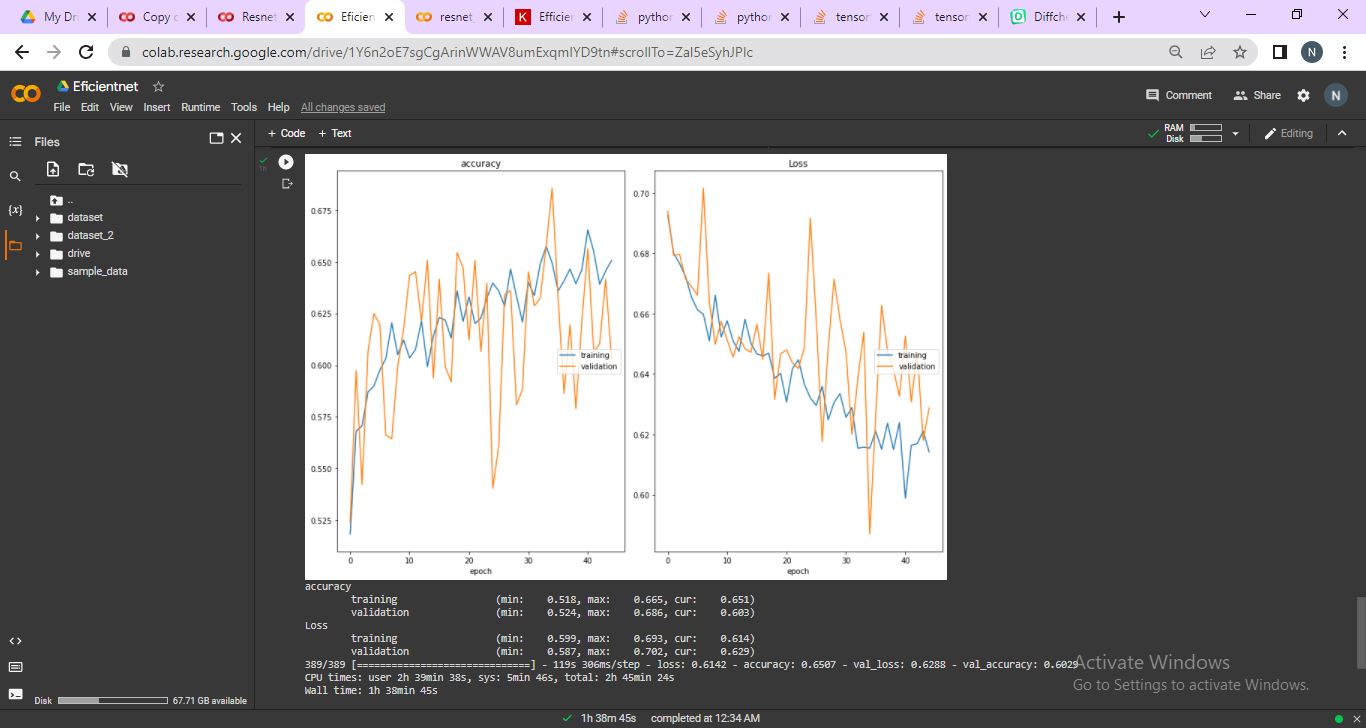 My Dri
Copy o
Resnet
Eficien
resnet
Efficie
python
python
tensor
tensor
Diffche
colab.research.google.com/drive/1Y6n2oE7sgCgArinWWAV8umExqmlYD9tn#scrollTo=Zal5eSyhJPlc
N
CO
Eficientnet
File Edit View Insert Runtime Tools Help All changes saved
Comment
Share
N
Files
+ Code + Text
RAM
Disk
Editing
..
dataset
dataset_2
drive
sample_data
{x}
1h
accuracy
0.675
0.650
0.625
0.600
0.575
0.550
0.525
0 10 20 30 40
epoch
training
validation
Loss
0.70
0.68
0.66
0.64
0.62
0.60
0 10 20 30 40
epoch
training
validation
accuracy
training (min: 0.518, max: 0.665, cur: 0.651)
validation (min: 0.524, max: 0.686, cur: 0.603)
Loss
training (min: 0.599, max: 0.693, cur: 0.614)
validation (min: 0.587, max: 0.702, cur: 0.629)
389/389 [==============================] - 119s 306ms/step - loss: 0.6142 - accuracy: 0.6507 - val_loss: 0.6288 - val_accuracy: 0.6029
CPU times: user 2h 39min 38s, sys: 5min 46s, total: 2h 45min 24s
Wall time: 1h 38min 45s
Activate Windows
Go to Settings to activate Windows.
Disk 67.71 GB available
1h 38m 45s completed at 12:34 AM